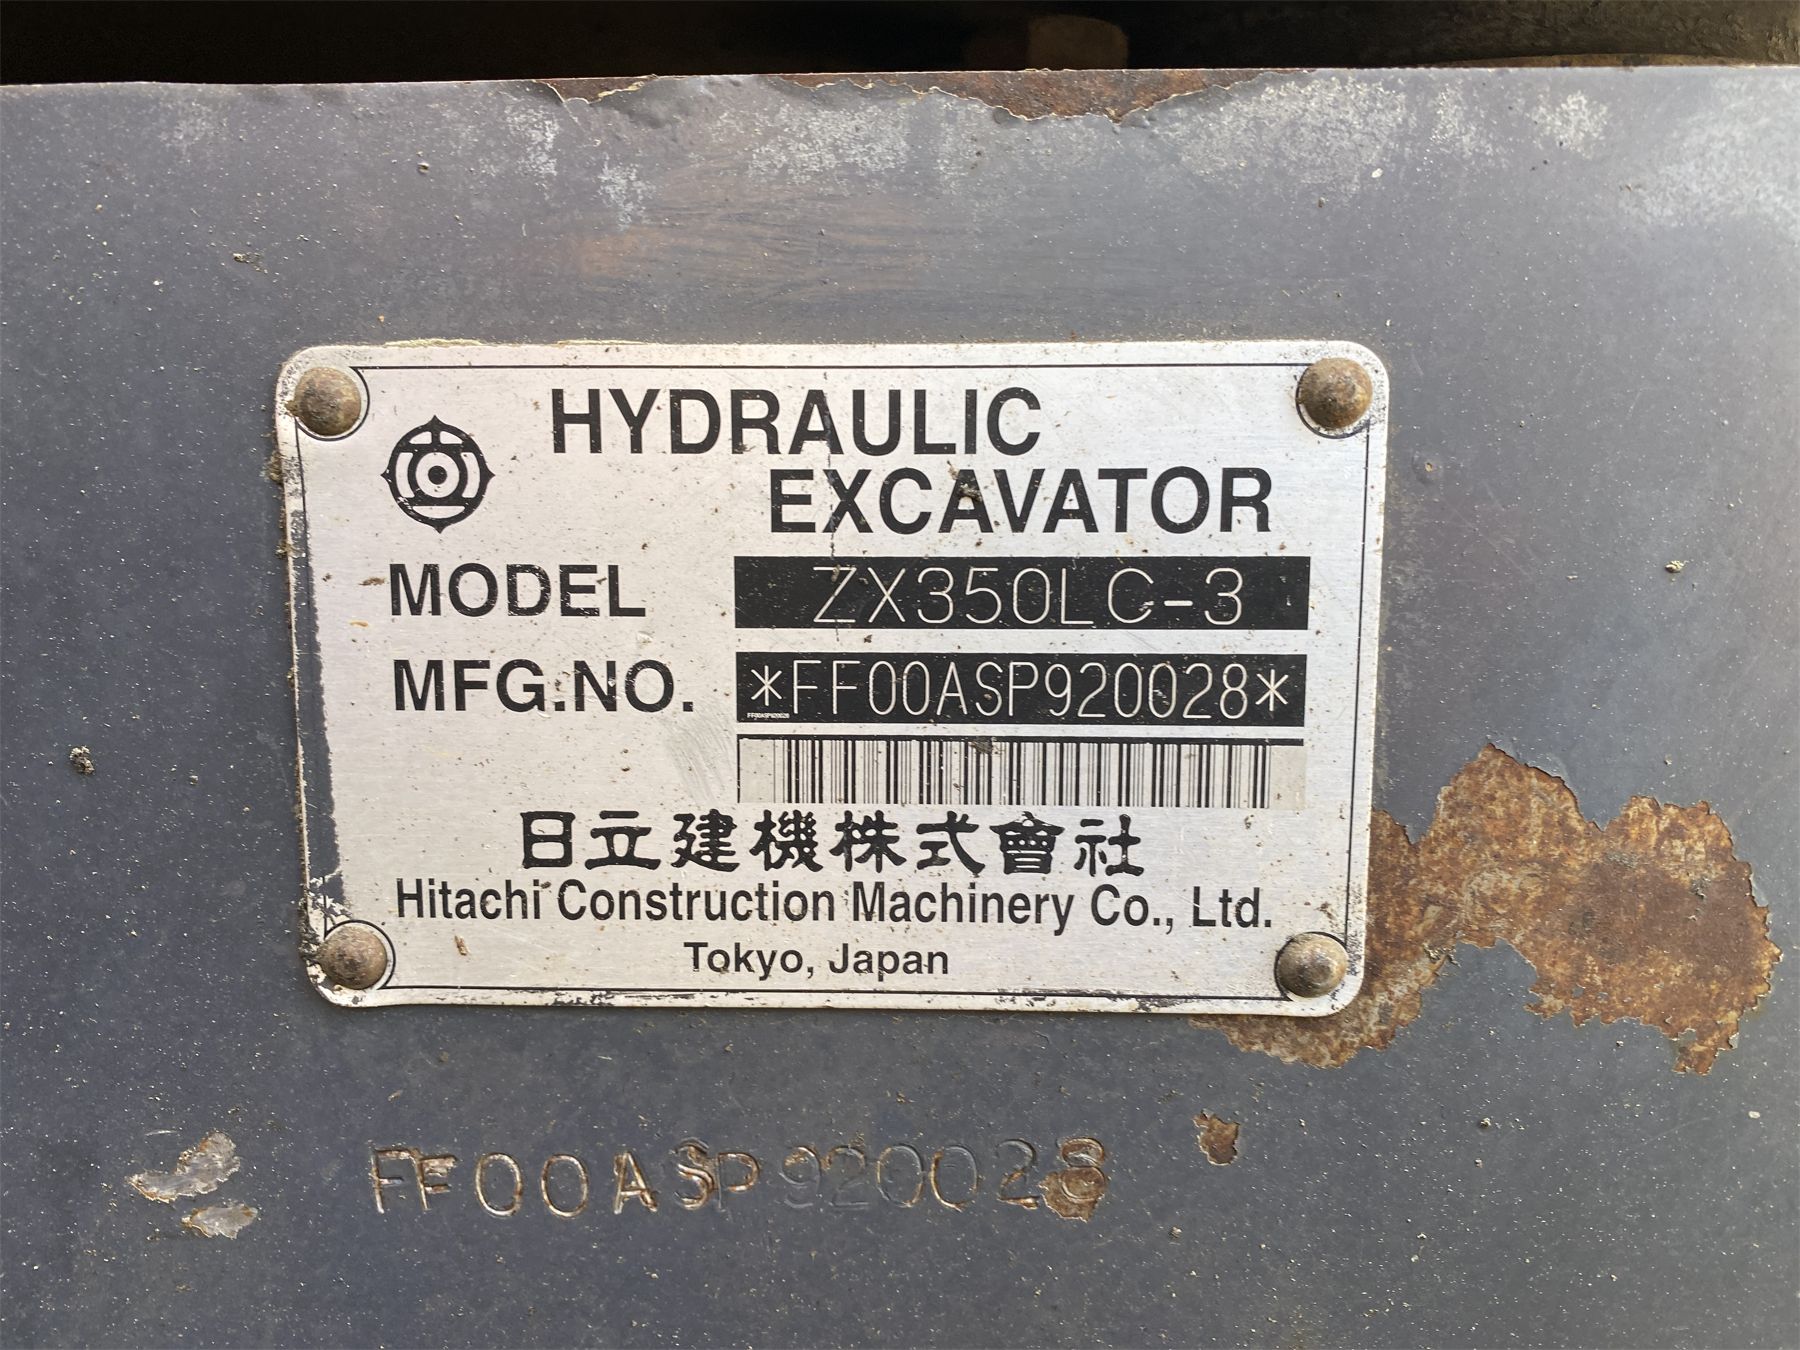 HYDRAULIC
EXCAVATOR
MODEL ZX350LC-3
MFG.NO. *FF00ASP920028*
FF00ASP920028
日立建機株式會社
Hitachi Construction Machinery Co., Ltd.
Tokyo, Japan
FF00ASP920028